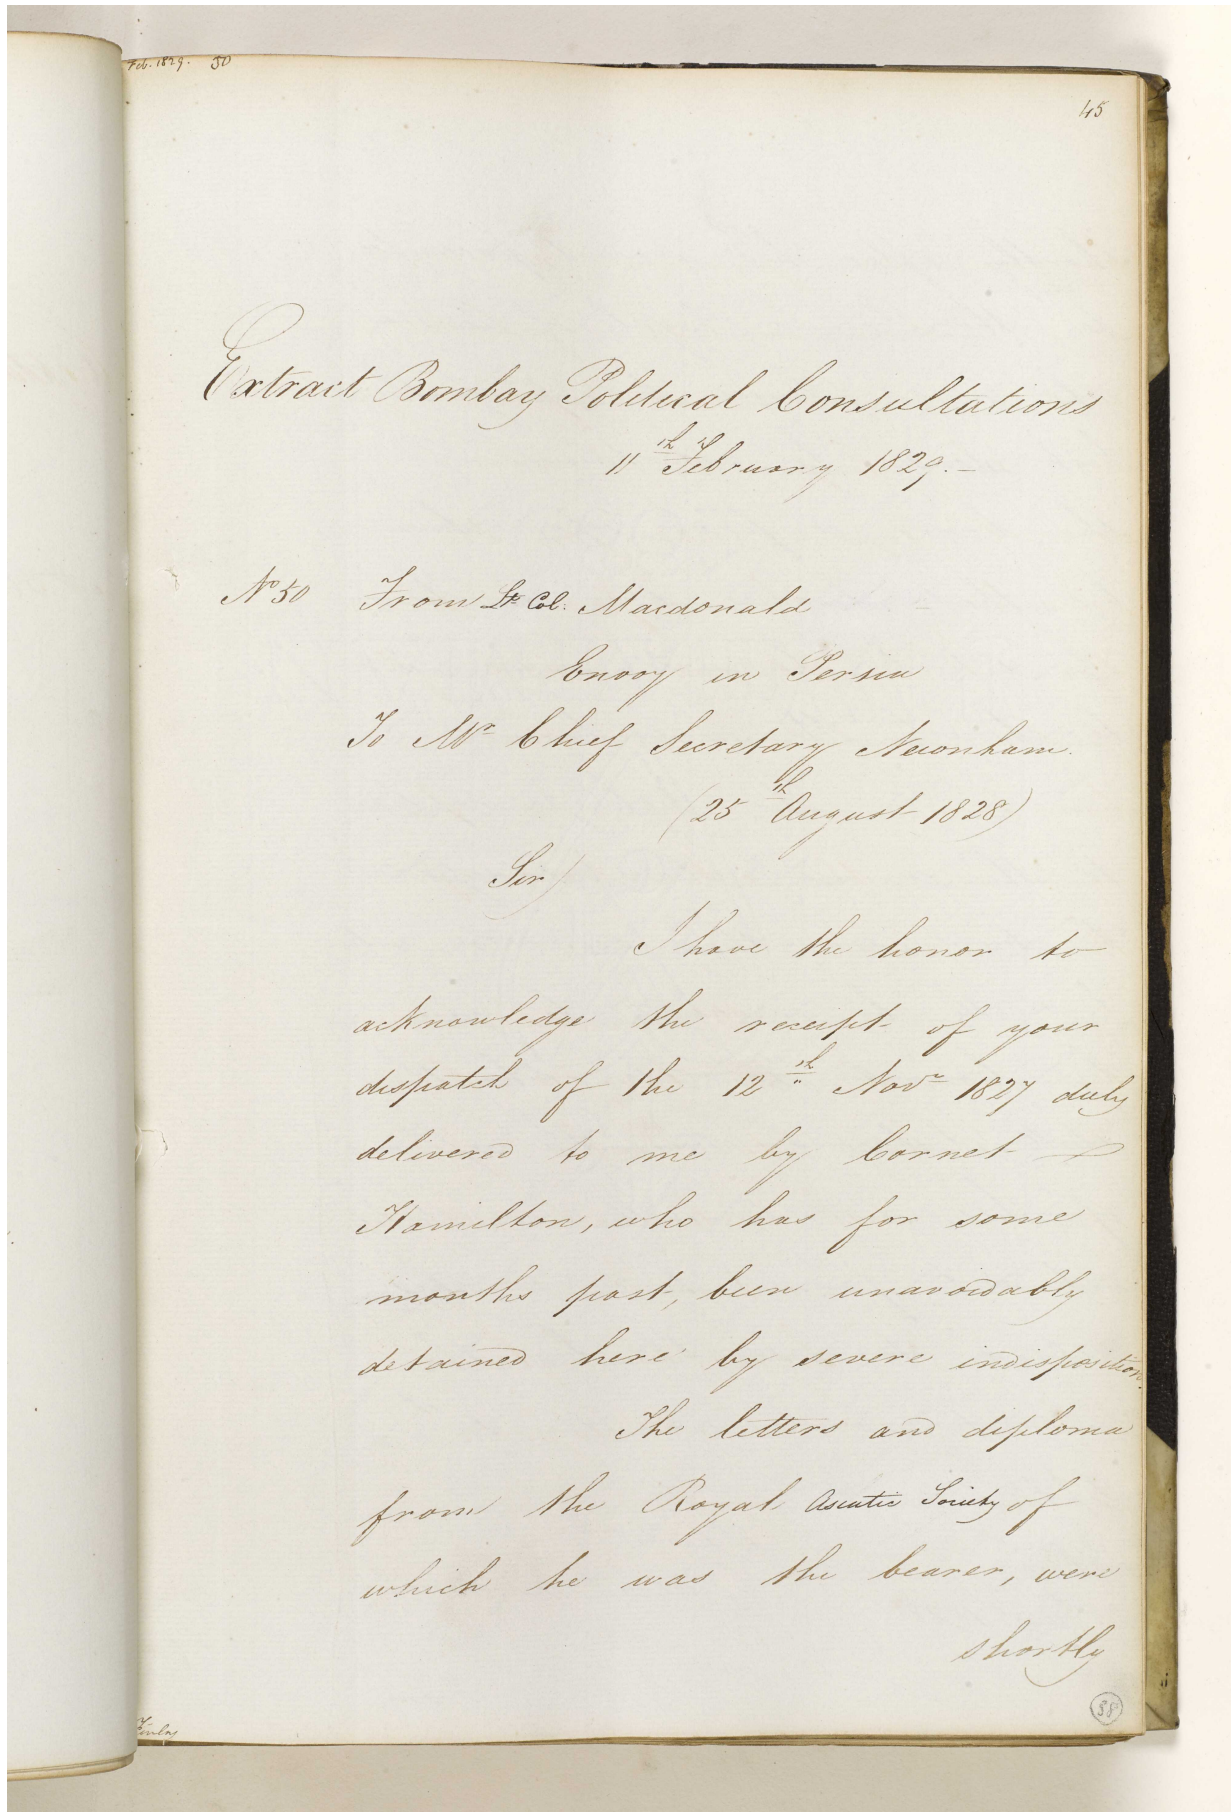 Feb. 1829. 50
45
Extract Bombay Political Consultations
11th February 1829.—
No 50 From Lt Col. Macdonald
Envoy in Persia
To Mr Chief Secretary Newnham.
(25th August 1828)
Sir)
I have the honor to
acknowledge the receipt of your
dispatch of the 12th Novr 1827 duly
delivered to me by Cornet
Hamilton, who has for some
months past, been unavoidably
detained here by severe indisposition.
The letters and diploma
from the Royal Asiatic Society of
which he was the bearer, were
shortly
38